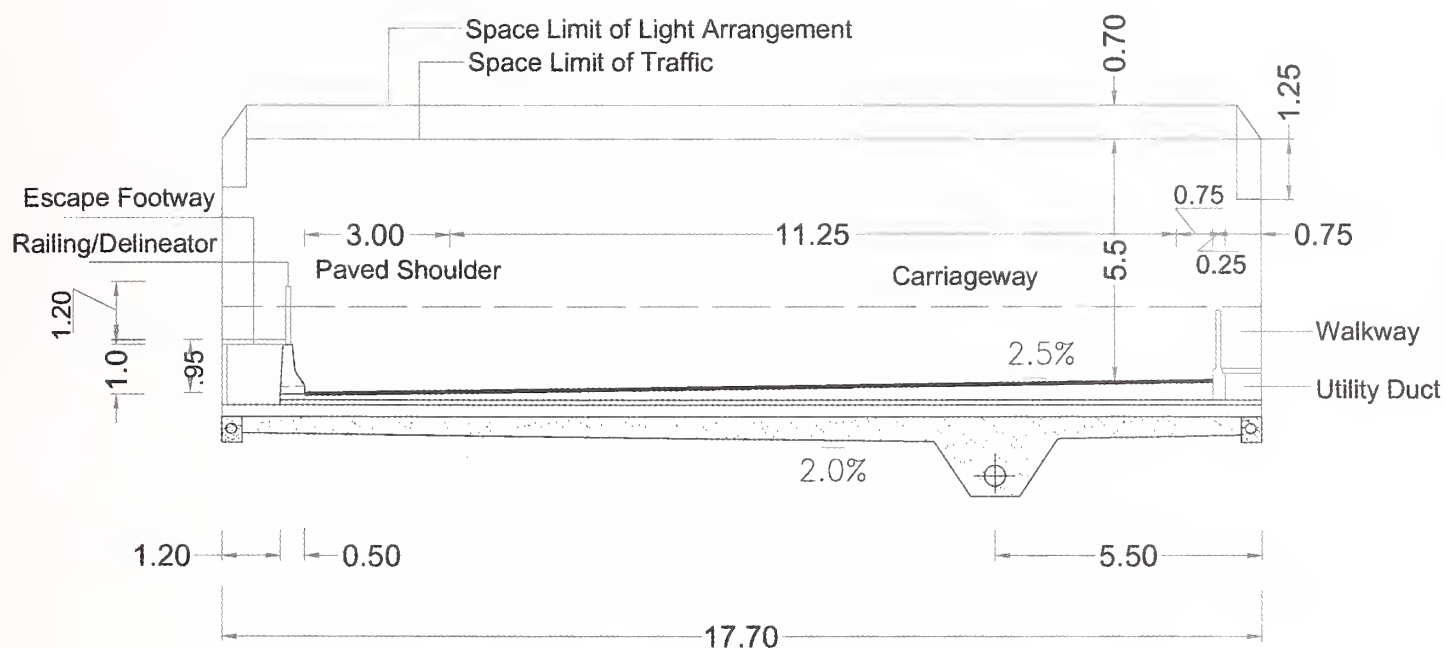 Space Limit of Light Arrangement
Space Limit of Traffic
0.70
1.25
Escape Footway
Railing/Delineator
3.00
Paved Shoulder
11.25
Carriageway
5.5
0.75
0.25
0.75
1.20
1.0
.95
2.5%
Walkway
Utility Duct
2.0%
1.20
0.50
5.50
17.70